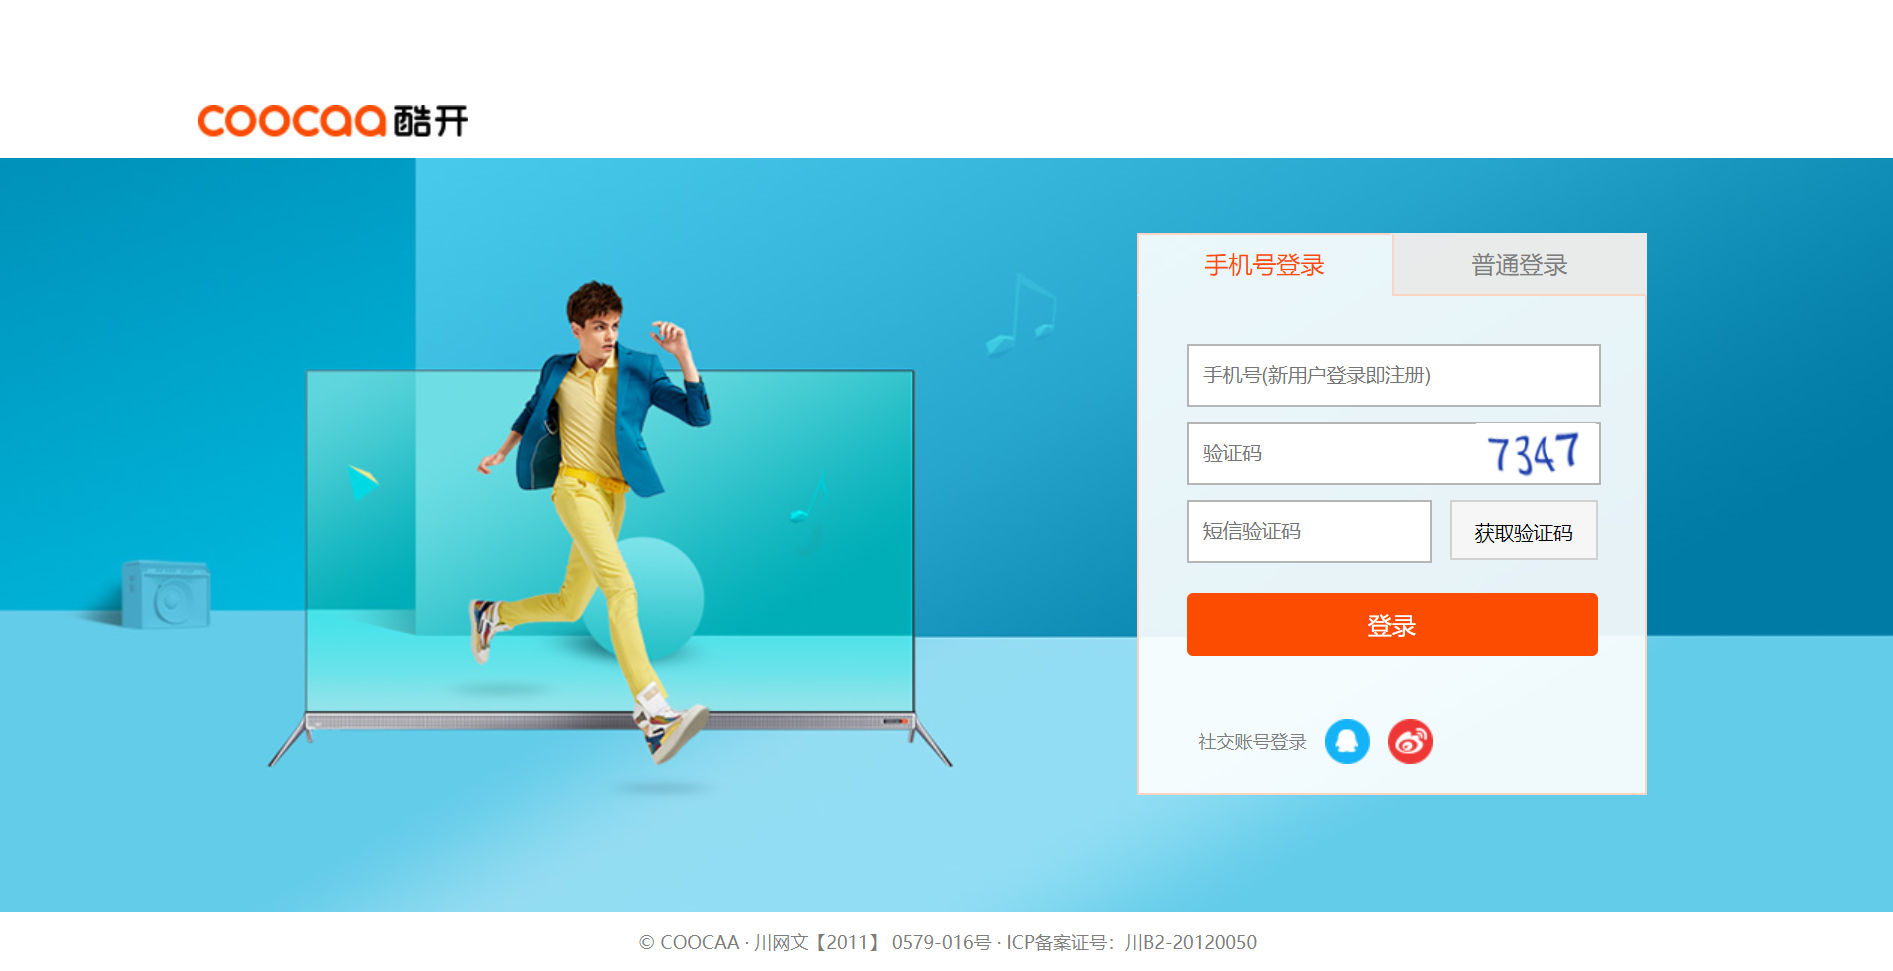 coocaa 酷开
手机号登录 普通登录
手机号(新用户登录即注册)
验证码 7347
短信验证码 获取验证码
登录
社交账号登录
© COOCAA · 川网文【2011】 0579-016号 · ICP备案证号：川B2-20120050